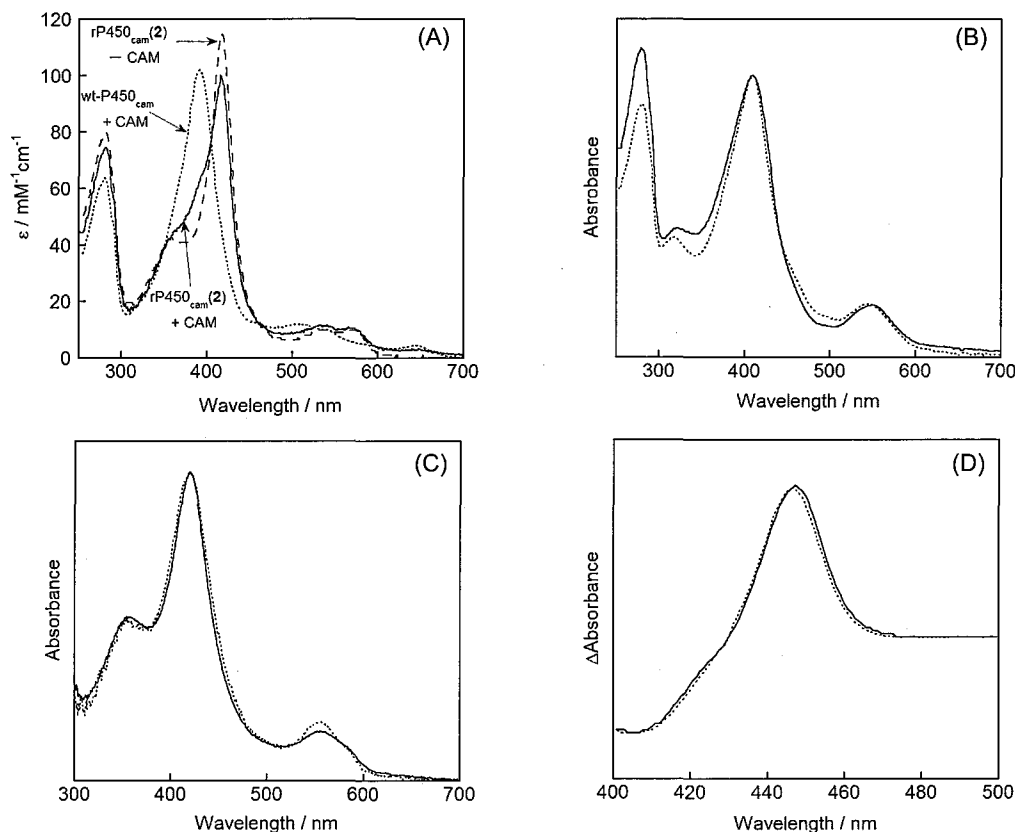 (A)
120
100
80
60
40
20
0
ε / mM⁻¹cm⁻¹
rP450cam(2)
− CAM
wt-P450cam
+ CAM
rP450cam(2)
+ CAM
300 400 500 600 700
Wavelength / nm
(B)
Absrobance
300 400 500 600 700
Wavelength / nm
(C)
Absorbance
300 400 500 600 700
Wavelength / nm
(D)
ΔAbsorbance
400 420 440 460 480 500
Wavelength / nm